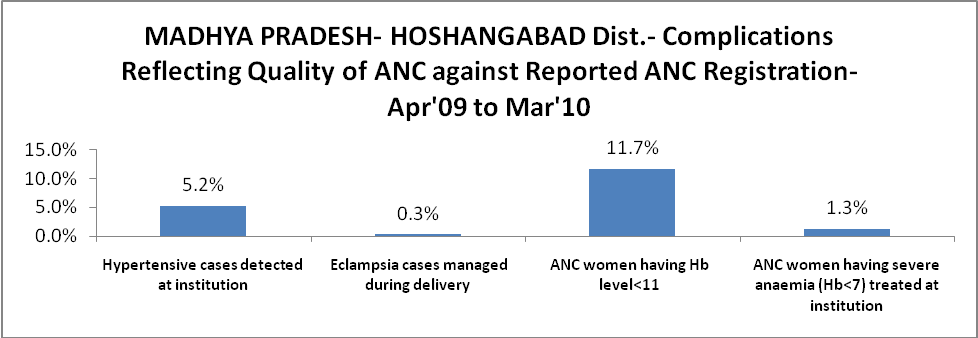 MADHYA PRADESH- HOSHANGABAD Dist.- Complications
Reflecting Quality of ANC against Reported ANC Registration-
Apr'09 to Mar'10
15.0%
10.0%
5.0%
0.0%
5.2%
0.3%
11.7%
1.3%
Hypertensive cases detected
at institution
Eclampsia cases managed
during delivery
ANC women having Hb
level<11
ANC women having severe
anaemia (Hb<7) treated at
institution